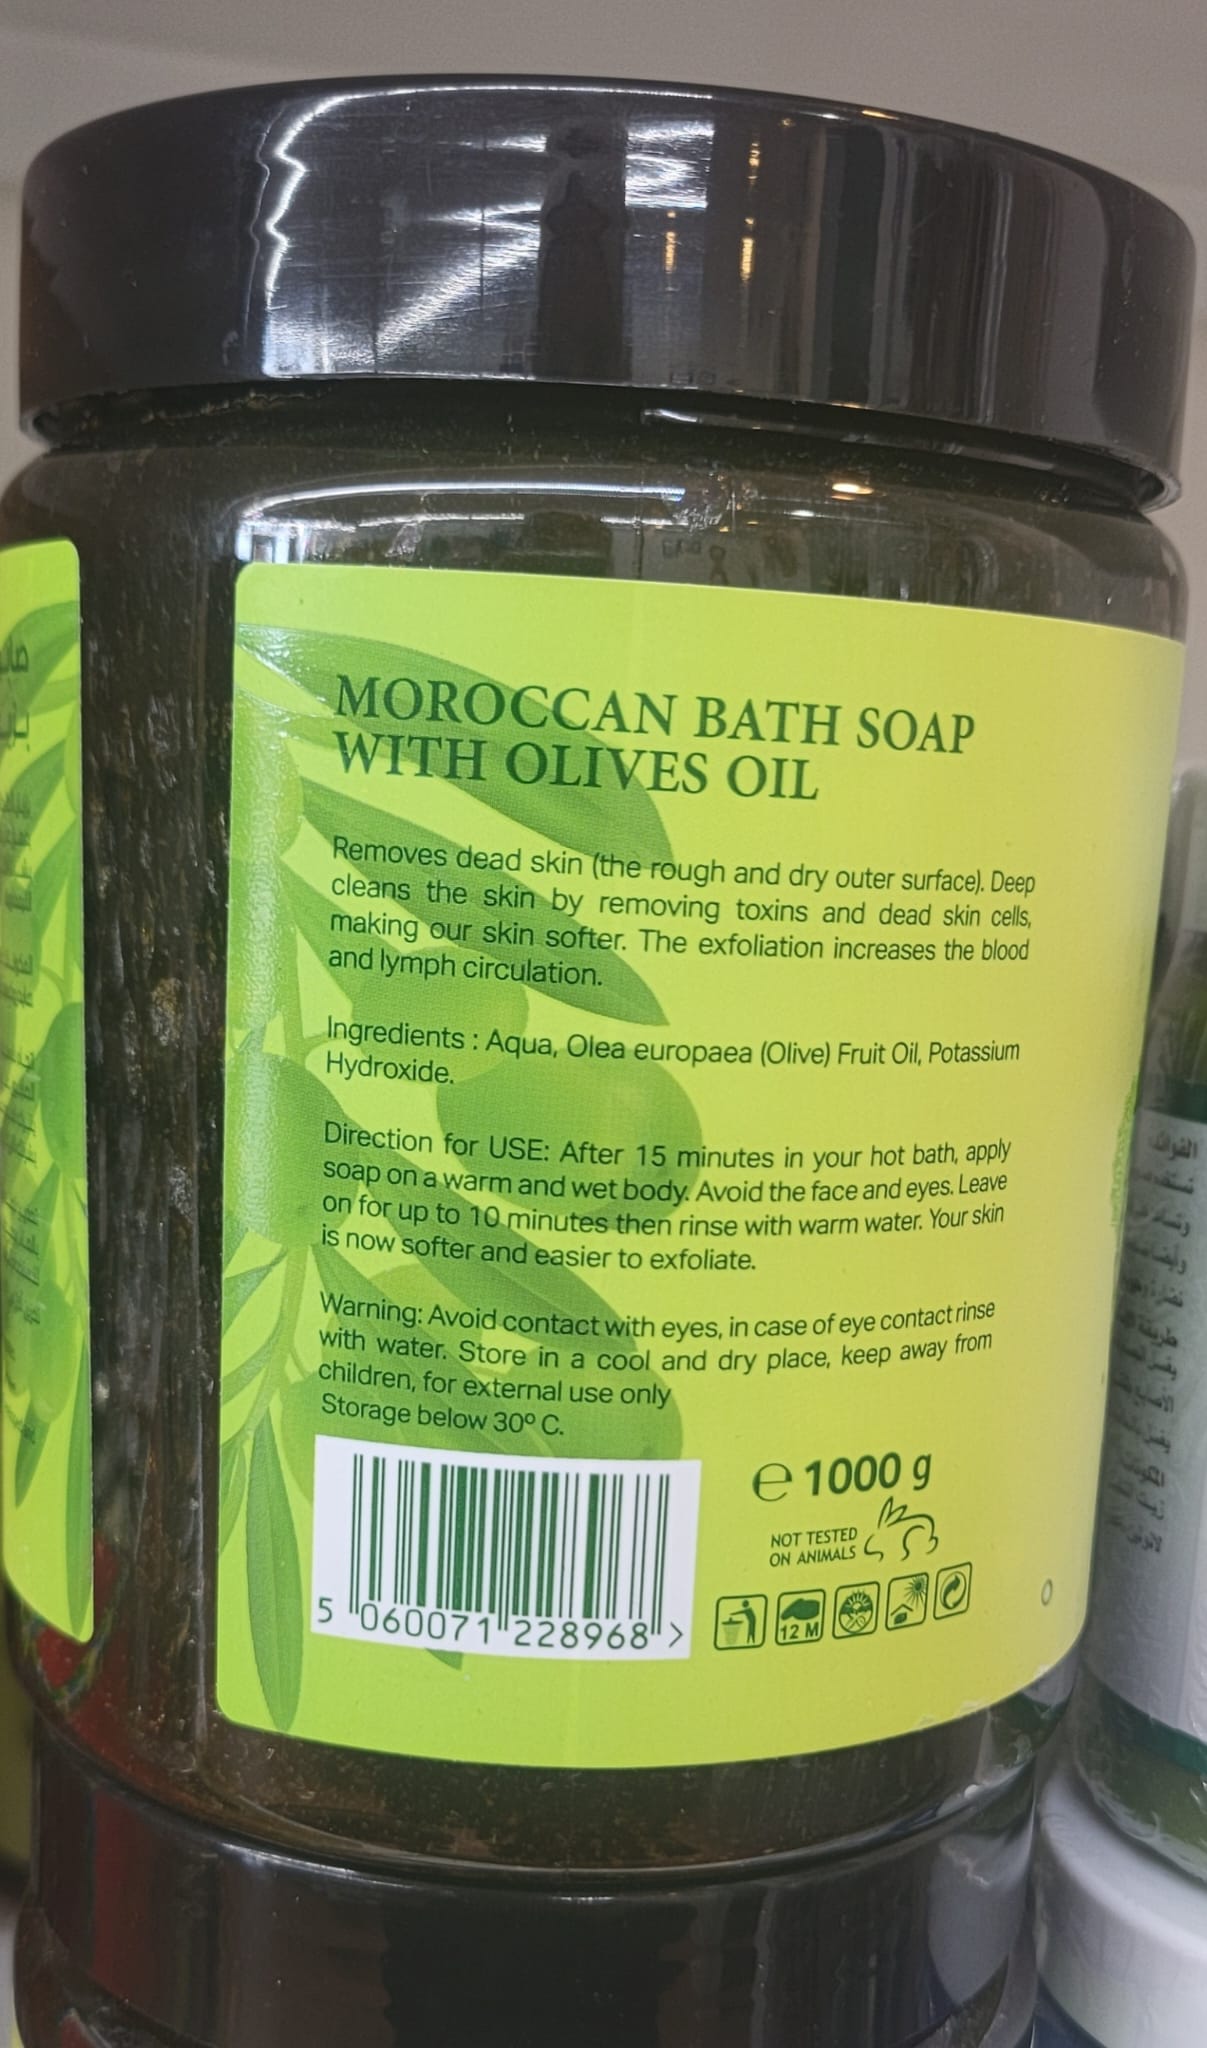 MOROCCAN BATH SOAP
WITH OLIVES OIL
Removes dead skin (the rough and dry outer surface). Deep
cleans the skin by removing toxins and dead skin cells,
making our skin softer. The exfoliation increases the blood
and lymph circulation.
Ingredients : Aqua, Olea europaea (Olive) Fruit Oil, Potassium
Hydroxide.
Direction for USE: After 15 minutes in your hot bath, apply
soap on a warm and wet body. Avoid the face and eyes. Leave
on for up to 10 minutes then rinse with warm water. Your skin
is now softer and easier to exfoliate.
Warning: Avoid contact with eyes, in case of eye contact rinse
with water. Store in a cool and dry place, keep away from
children, for external use only
Storage below 30º C.
℮ 1000 g
NOT TESTED
ON ANIMALS
12 M
5 060071 228968 >